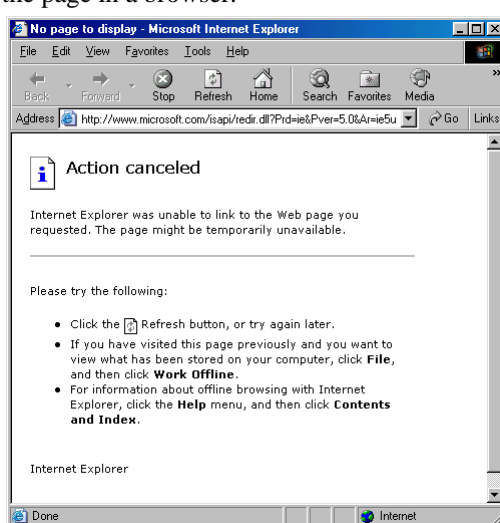 the page in a browser.
No page to display - Microsoft Internet Explorer
File Edit View Favorites Tools Help
Back Forward Stop Refresh Home Search Favorites Media »
Address http://www.microsoft.com/isapi/redir.dll?Prd=ie&Pver=5.0&Ar=ie5u Go Links
Action canceled
Internet Explorer was unable to link to the Web page you
requested. The page might be temporarily unavailable.
Please try the following:
• Click the Refresh button, or try again later.
• If you have visited this page previously and you want to
view what has been stored on your computer, click File,
and then click Work Offline.
• For information about offline browsing with Internet
Explorer, click the Help menu, and then click Contents
and Index.
Internet Explorer
Done Internet